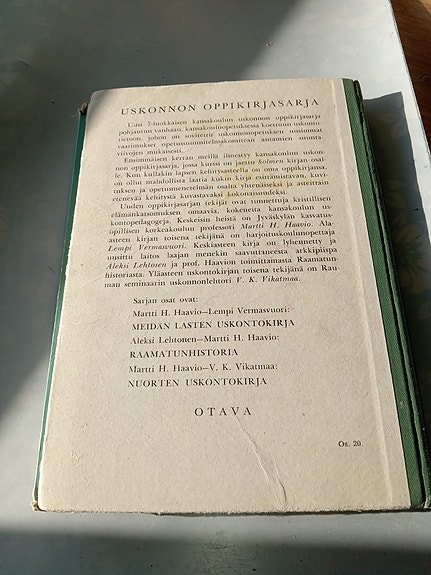 USKONNON OPPIKIRJASARJA
Uusi 7-luokkaisen kansakoulun uskonnon oppikirjasarja
pohjautuu vanhaan, kansakouluopetuksessa koettuun uskonto-
tietoon, johon on sovitettu uskonnonopetuksen uusimmat
vaatimukset opetussuunnitelmakomitean antamien suunta-
viivojen mukaisesti.
Ensimmäisen kerran meillä ilmestyy kansakoulun uskon-
non oppikirjasarja, jossa kurssi on jaettu kolmen kirjan osal-
le. Kun kullakin lapsen kehitysasteella on oma oppikirjansa,
on ollut mahdollista laatia kukin kirja esitystavan, kuvi-
tuksen ja opetusmenetelmän osalta yhtenäiseksi ja asteittain
etenevää kehitystä kuvastavaksi kokonaisuudeksi.
Uuden oppikirjasarjan tekijät ovat tunnettuja kristillisen
elämänkatsomuksen omaavia, kokeneita kansakoulun us-
kontopedagogeja. Keskeisin heistä on Jyväskylän kasvatus-
opillisen korkeakoulun professori Martti H. Haavio. Ala-
asteen kirjan toisena tekijänä on harjoituskoulunopettaja
Lempi Vermasvuori. Keskiasteen kirja on lyhennetty ja
uusittu laitos laajan menekin saavuttaneesta arkkipiispa
Aleksi Lehtosen ja prof. Haavion toimittamasta Raamatun-
historiasta. Yläasteen uskontokirjan toisena tekijänä on Rau-
man seminaarin uskonnonlehtori V. K. Vikatmaa.
Sarjan osat ovat:
Martti H. Haavio—Lempi Vermasvuori:
MEIDÄN LASTEN USKONTOKIRJA
Aleksi Lehtonen—Martti H. Haavio:
RAAMATUNHISTORIA
Martti H. Haavio—V. K. Vikatmaa:
NUORTEN USKONTOKIRJA
OTAVA
Os. 20.